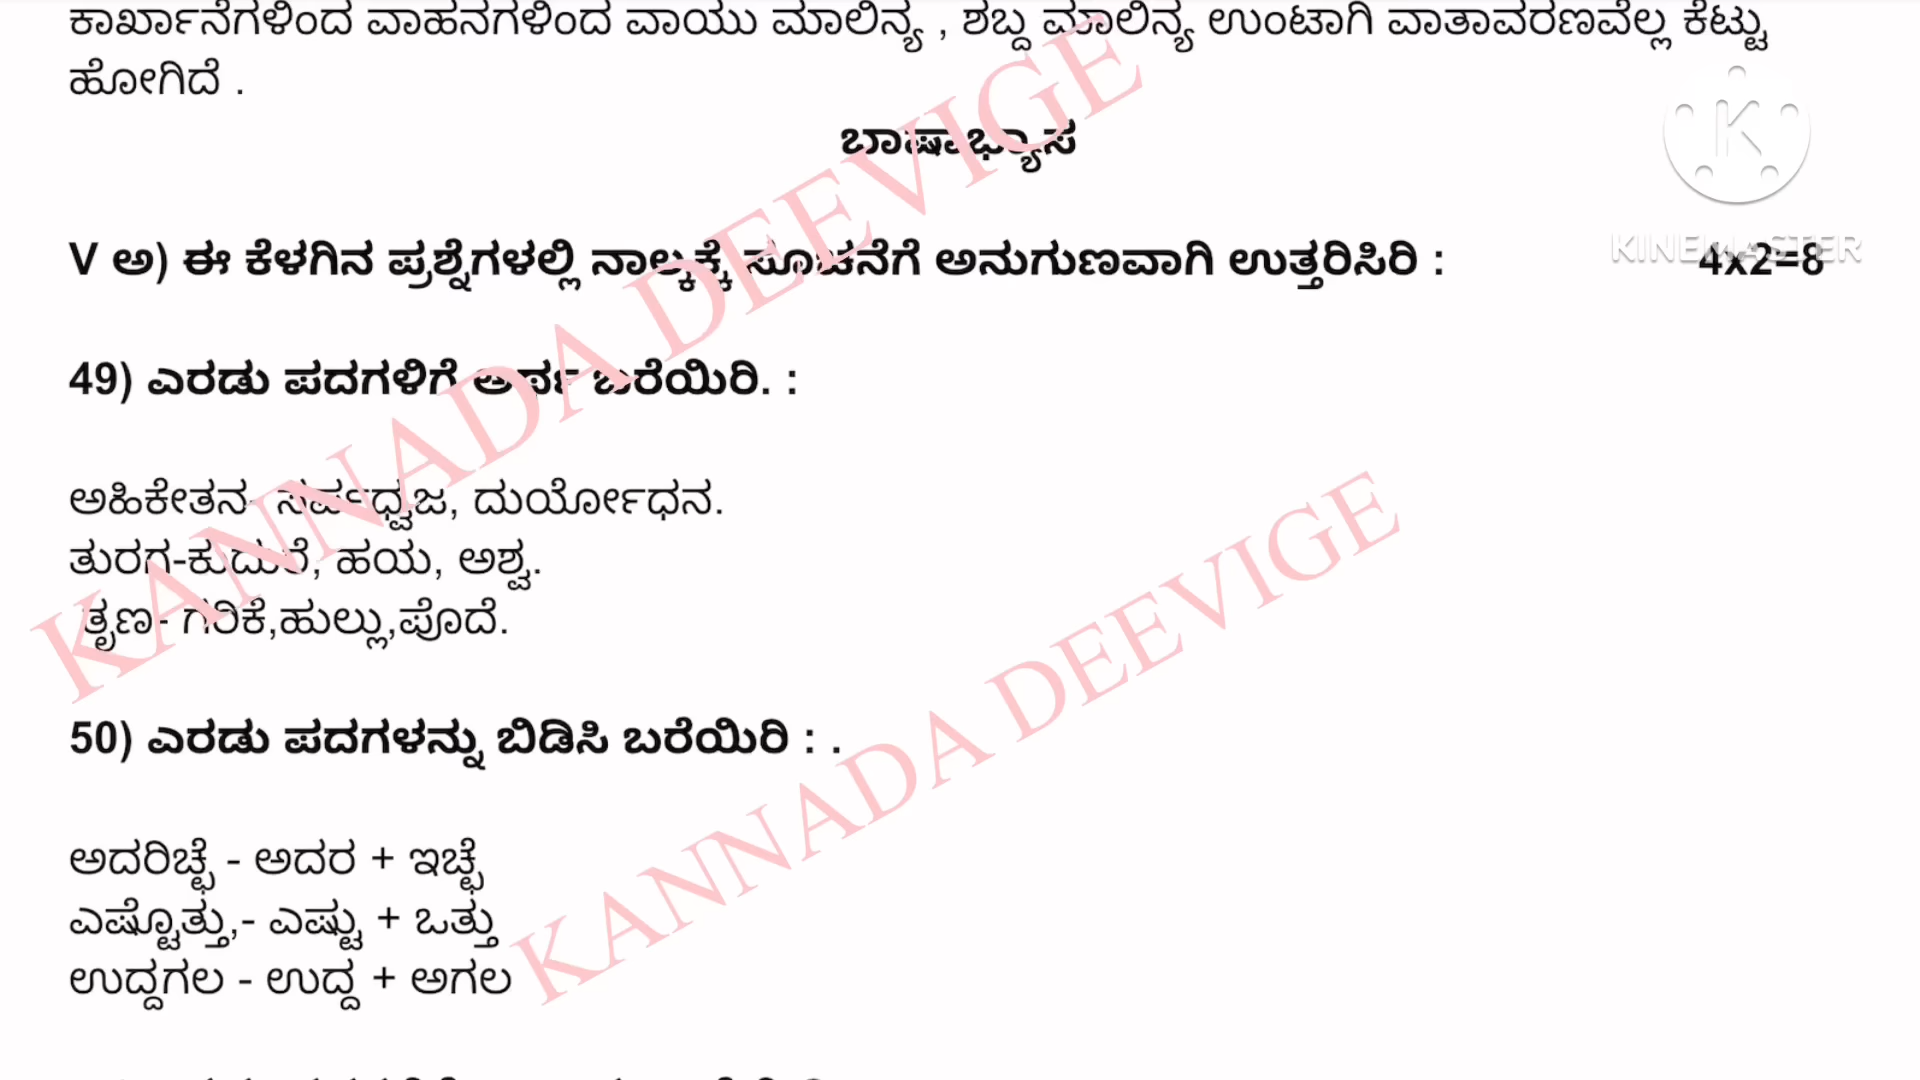 ಕಾರ್ಖಾನೆಗಳಿಂದ ವಾಹನಗಳಿಂದ ವಾಯು ಮಾಲಿನ್ಯ , ಶಬ್ದ ಮಾಲಿನ್ಯ ಉಂಟಾಗಿ ವಾತಾವರಣವೆಲ್ಲ ಕೆಟ್ಟು
ಹೋಗಿದೆ .
ಬಾಷಾಭ್ಯಾಸ
V ಅ) ಈ ಕೆಳಗಿನ ಪ್ರಶ್ನೆಗಳಲ್ಲಿ ನಾಲ್ಕಕ್ಕೆ ಸೂಚನೆಗೆ ಅನುಗುಣವಾಗಿ ಉತ್ತರಿಸಿರಿ : 4x2=8
KINEMASTER
49) ಎರಡು ಪದಗಳಿಗೆ ಅರ್ಥ ಬರೆಯಿರಿ. :
ಅಹಿಕೇತನ- ಸರ್ಪಧ್ವಜ, ದುರ್ಯೋಧನ.
ತುರಗ-ಕುದುರೆ, ಹಯ, ಅಶ್ವ.
ತೃಣ- ಗರಿಕೆ,ಹುಲ್ಲು,ಪೊದೆ.
50) ಎರಡು ಪದಗಳನ್ನು ಬಿಡಿಸಿ ಬರೆಯಿರಿ : .
ಅದರಿಚ್ಛೆ - ಅದರ + ಇಚ್ಛೆ
ಎಷ್ಟೊತ್ತು,- ಎಷ್ಟು + ಒತ್ತು
ಉದ್ದಗಲ - ಉದ್ದ + ಅಗಲ
KANNADA DEEVIGE
KANNADA DEEVIGE